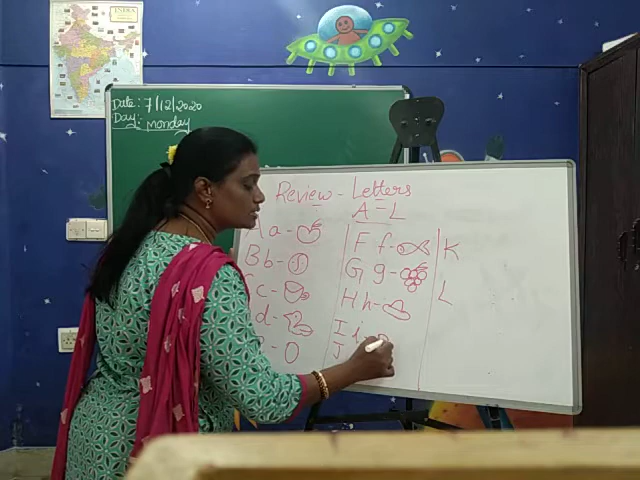 INDIA
Date: 7/12/2020
Day: Monday
Review - Letters
A - L
A a -
B b -
c -
d -
F f -
G g -
H h -
I i
J
K
L